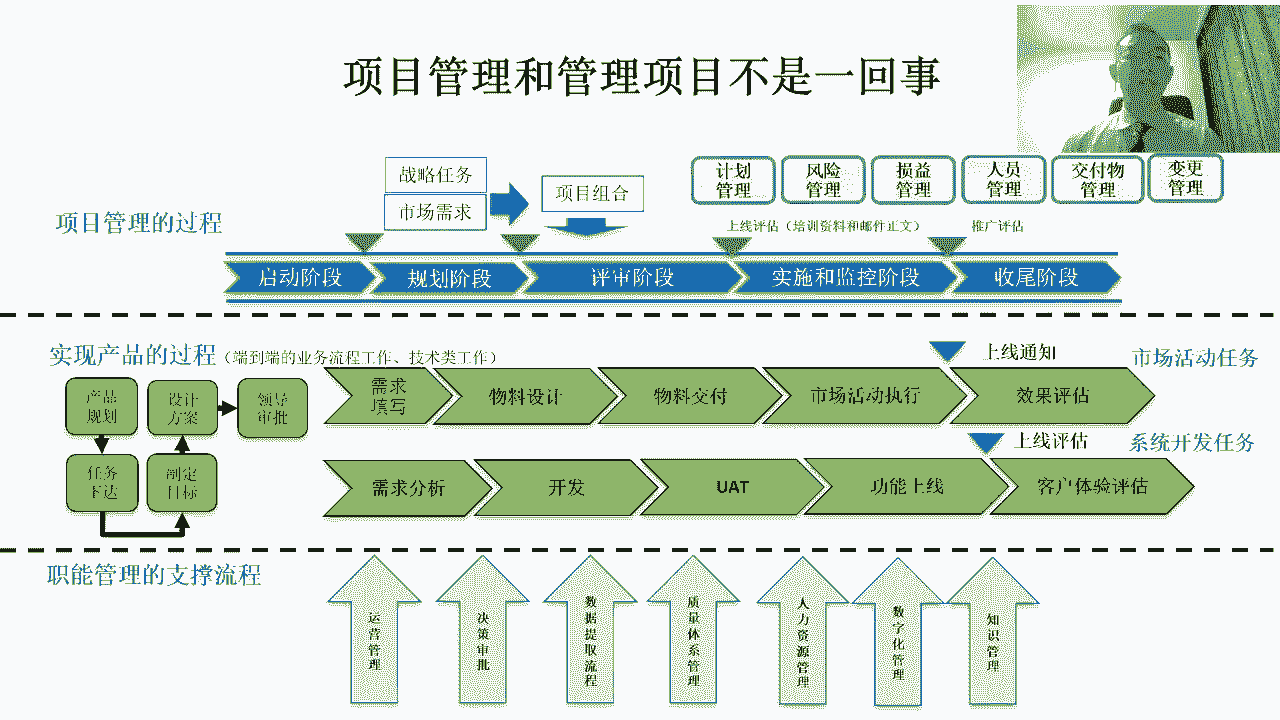 项目管理和管理项目不是一回事
战略任务
市场需求
项目组合
计划
管理
风险
管理
损益
管理
人员
管理
交付物
管理
变更
管理
项目管理的过程
上线评估（培训资料和邮件正文）
推广评估
启动阶段
规划阶段
评审阶段
实施和监控阶段
收尾阶段
实现产品的过程（端到端的业务流程工作、技术类工作）
上线通知
市场活动任务
产品
规划
设计
方案
领导
审批
任务
下达
制定
目标
需求
填写
物料设计
物料交付
市场活动执行
效果评估
上线评估
系统开发任务
需求分析
开发
UAT
功能上线
客户体验评估
职能管理的支撑流程
运营管理
决策审批
数据提取流程
质量体系管理
人力资源管理
数字化管理
知识管理